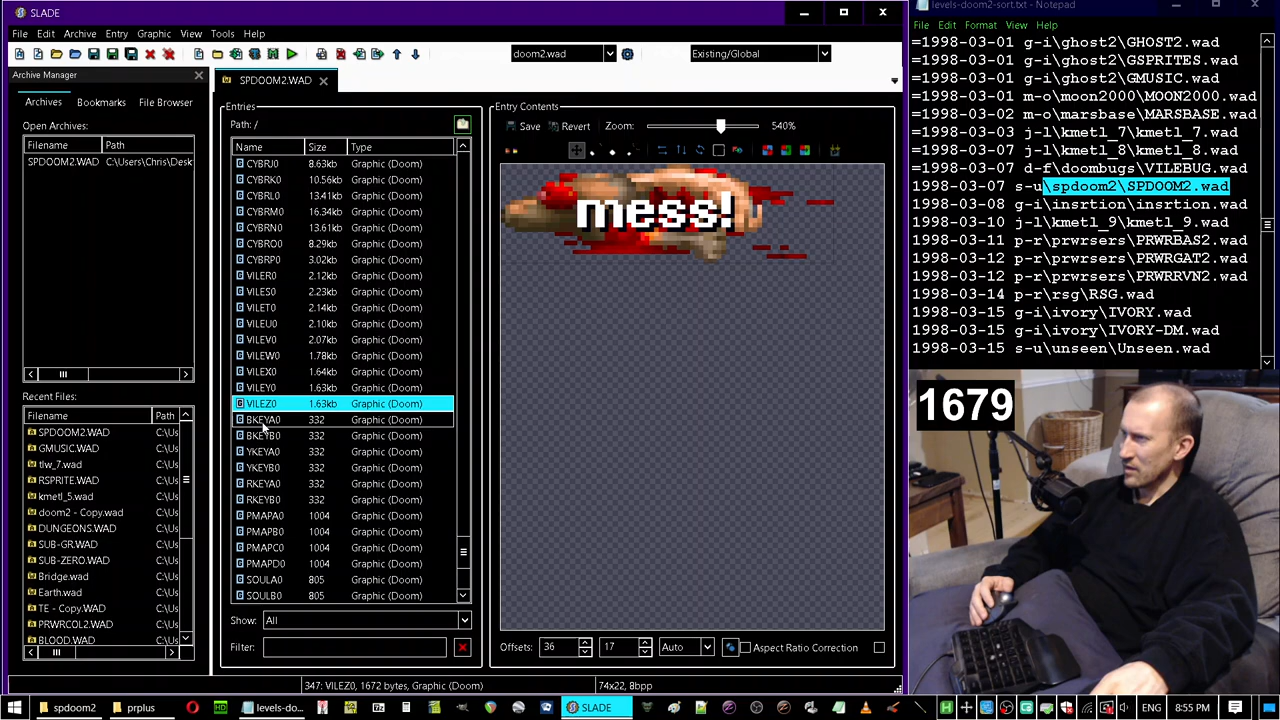 SLADE
File Edit Archive Entry Graphic View Tools Help
doom2.wad
Existing/Global
Archive Manager
Archives Bookmarks File Browser
Open Archives:
Filename Path
SPDOOM2.WAD C:\Users\Chris\Desk
Recent Files:
Filename Path
SPDOOM2.WAD C:\Us
GMUSIC.WAD C:\Us
tlw_7.wad C:\Us
RSPRITE.WAD C:\Us
kmetl_5.wad C:\Us
doom2 - Copy.wad C:\Us
DUNGEONS.WAD C:\Us
SUB-GR.WAD C:\Us
SUB-ZERO.WAD C:\Us
Bridge.wad C:\Us
Earth.wad C:\Us
TE - Copy.WAD C:\Us
PRWRCOL2.WAD C:\Us
BLOOD.WAD C:\Us
SPDOOM2.WAD
Entries
Path: /
Name Size Type
CYBRJ0 8.63kb Graphic (Doom)
CYBRK0 10.56kb Graphic (Doom)
CYBRL0 13.41kb Graphic (Doom)
CYBRM0 16.34kb Graphic (Doom)
CYBRN0 13.61kb Graphic (Doom)
CYBRO0 8.29kb Graphic (Doom)
CYBRP0 3.02kb Graphic (Doom)
VILER0 2.12kb Graphic (Doom)
VILES0 2.23kb Graphic (Doom)
VILET0 2.14kb Graphic (Doom)
VILEU0 2.10kb Graphic (Doom)
VILEV0 2.07kb Graphic (Doom)
VILEW0 1.78kb Graphic (Doom)
VILEX0 1.64kb Graphic (Doom)
VILEY0 1.63kb Graphic (Doom)
VILEZ0 1.63kb Graphic (Doom)
BKEYA0 332 Graphic (Doom)
BKEYB0 332 Graphic (Doom)
YKEYA0 332 Graphic (Doom)
YKEYB0 332 Graphic (Doom)
RKEYA0 332 Graphic (Doom)
RKEYB0 332 Graphic (Doom)
PMAPA0 1004 Graphic (Doom)
PMAPB0 1004 Graphic (Doom)
PMAPC0 1004 Graphic (Doom)
PMAPD0 1004 Graphic (Doom)
SOULA0 805 Graphic (Doom)
SOULB0 805 Graphic (Doom)
Show: All
Filter:
Entry Contents
Save Revert Zoom: 540%
mess!
Offsets: 36 17 Auto Aspect Ratio Correction
347: VILEZ0, 1672 bytes, Graphic (Doom) 74x22, 8bpp
levels-doom2-sort.txt - Notepad
File Edit Format View Help
=1998-03-01 g-i\ghost2\GHOST2.wad
=1998-03-01 g-i\ghost2\GSPRITES.wad
=1998-03-01 g-i\ghost2\GMUSIC.wad
=1998-03-01 m-o\moon2000\MOON2000.wad
=1998-03-02 m-o\marsbase\MARSBASE.wad
=1998-03-03 j-l\kmetl_7\kmetl_7.wad
=1998-03-03 j-l\kmetl_8\kmetl_8.wad
=1998-03-07 d-f\doombugs\VILEBUG.wad
1998-03-07 s-u\spdoom2\SPDOOM2.wad
1998-03-08 g-i\insrtion\insrtion.wad
1998-03-10 j-l\kmetl_9\kmetl_9.wad
1998-03-11 p-r\prwrsers\PRWRBAS2.wad
1998-03-12 p-r\prwrsers\PRWRGAT2.wad
1998-03-12 p-r\prwrsers\PRWRRVN2.wad
1998-03-14 p-r\rsg\RSG.wad
1998-03-15 g-i\ivory\IVORY.wad
1998-03-15 g-i\ivory\IVORY-DM.wad
1998-03-15 s-u\unseen\Unseen.wad
1679
spdoom2 prplus levels-do... SLADE ENG 8:55 PM